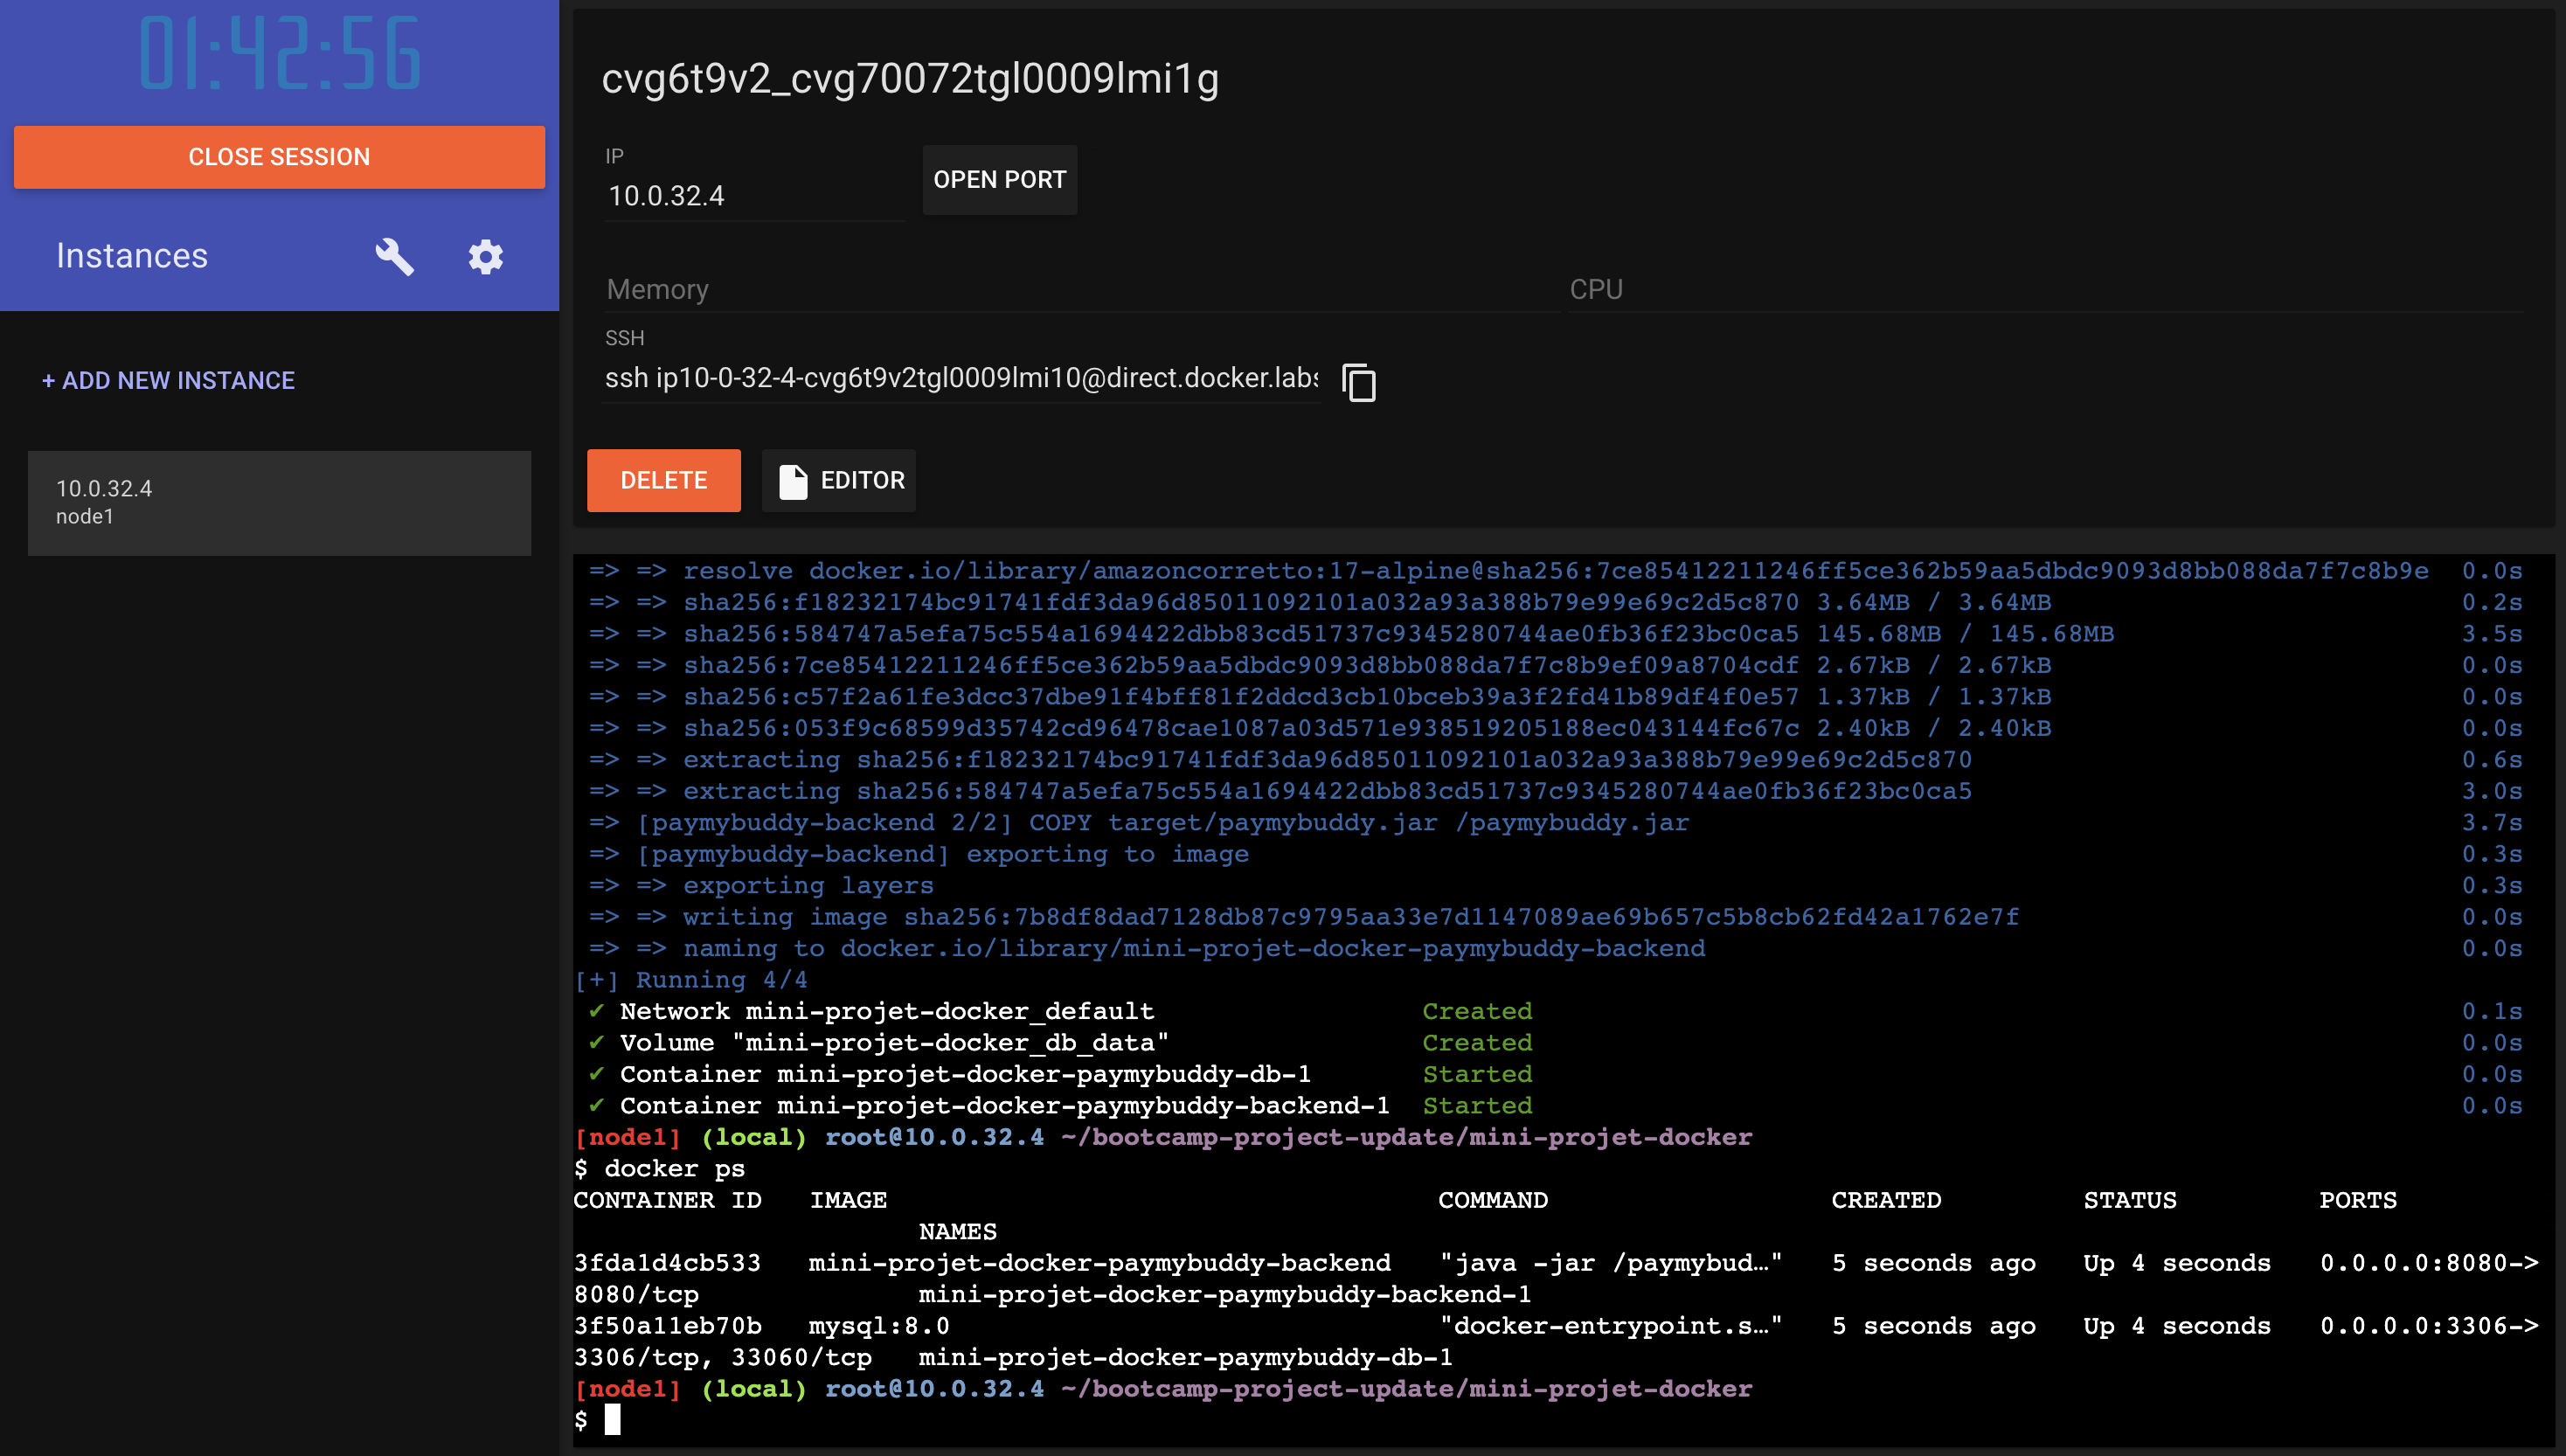 01:42:56
CLOSE SESSION
Instances
+ ADD NEW INSTANCE
10.0.32.4
node1
cvg6t9v2_cvg70072tgl0009lmi1g
IP
10.0.32.4
OPEN PORT
Memory
CPU
SSH
ssh ip10-0-32-4-cvg6t9v2tgl0009lmi10@direct.docker.labs
DELETE
EDITOR
=> => resolve docker.io/library/amazoncorretto:17-alpine@sha256:7ce85412211246ff5ce362b59aa5dbdc9093d8bb088da7f7c8b9e 0.0s
=> => sha256:f18232174bc91741fdf3da96d85011092101a032a93a388b79e99e69c2d5c870 3.64MB / 3.64MB 0.2s
=> => sha256:584747a5efa75c554a1694422dbb83cd51737c9345280744ae0fb36f23bc0ca5 145.68MB / 145.68MB 3.5s
=> => sha256:7ce85412211246ff5ce362b59aa5dbdc9093d8bb088da7f7c8b9ef09a8704cdf 2.67kB / 2.67kB 0.0s
=> => sha256:c57f2a61fe3dcc37dbe91f4bff81f2ddcd3cb10bceb39a3f2fd41b89df4f0e57 1.37kB / 1.37kB 0.0s
=> => sha256:053f9c68599d35742cd96478cae1087a03d571e938519205188ec043144fc67c 2.40kB / 2.40kB 0.0s
=> => extracting sha256:f18232174bc91741fdf3da96d85011092101a032a93a388b79e99e69c2d5c870 0.6s
=> => extracting sha256:584747a5efa75c554a1694422dbb83cd51737c9345280744ae0fb36f23bc0ca5 3.0s
=> [paymybuddy-backend 2/2] COPY target/paymybuddy.jar /paymybuddy.jar 3.7s
=> [paymybuddy-backend] exporting to image 0.3s
=> => exporting layers 0.3s
=> => writing image sha256:7b8df8dad7128db87c9795aa33e7d1147089ae69b657c5b8cb62fd42a1762e7f 0.0s
=> => naming to docker.io/library/mini-projet-docker-paymybuddy-backend 0.0s
[+] Running 4/4
✔ Network mini-projet-docker_default Created 0.1s
✔ Volume "mini-projet-docker_db_data" Created 0.0s
✔ Container mini-projet-docker-paymybuddy-db-1 Started 0.0s
✔ Container mini-projet-docker-paymybuddy-backend-1 Started 0.0s
[node1] (local) root@10.0.32.4 ~/bootcamp-project-update/mini-projet-docker
$ docker ps
CONTAINER ID IMAGE COMMAND CREATED STATUS PORTS
NAMES
3fda1d4cb533 mini-projet-docker-paymybuddy-backend "java -jar /paymybud…" 5 seconds ago Up 4 seconds 0.0.0.0:8080->
8080/tcp mini-projet-docker-paymybuddy-backend-1
3f50a11eb70b mysql:8.0 "docker-entrypoint.s…" 5 seconds ago Up 4 seconds 0.0.0.0:3306->
3306/tcp, 33060/tcp mini-projet-docker-paymybuddy-db-1
[node1] (local) root@10.0.32.4 ~/bootcamp-project-update/mini-projet-docker
$